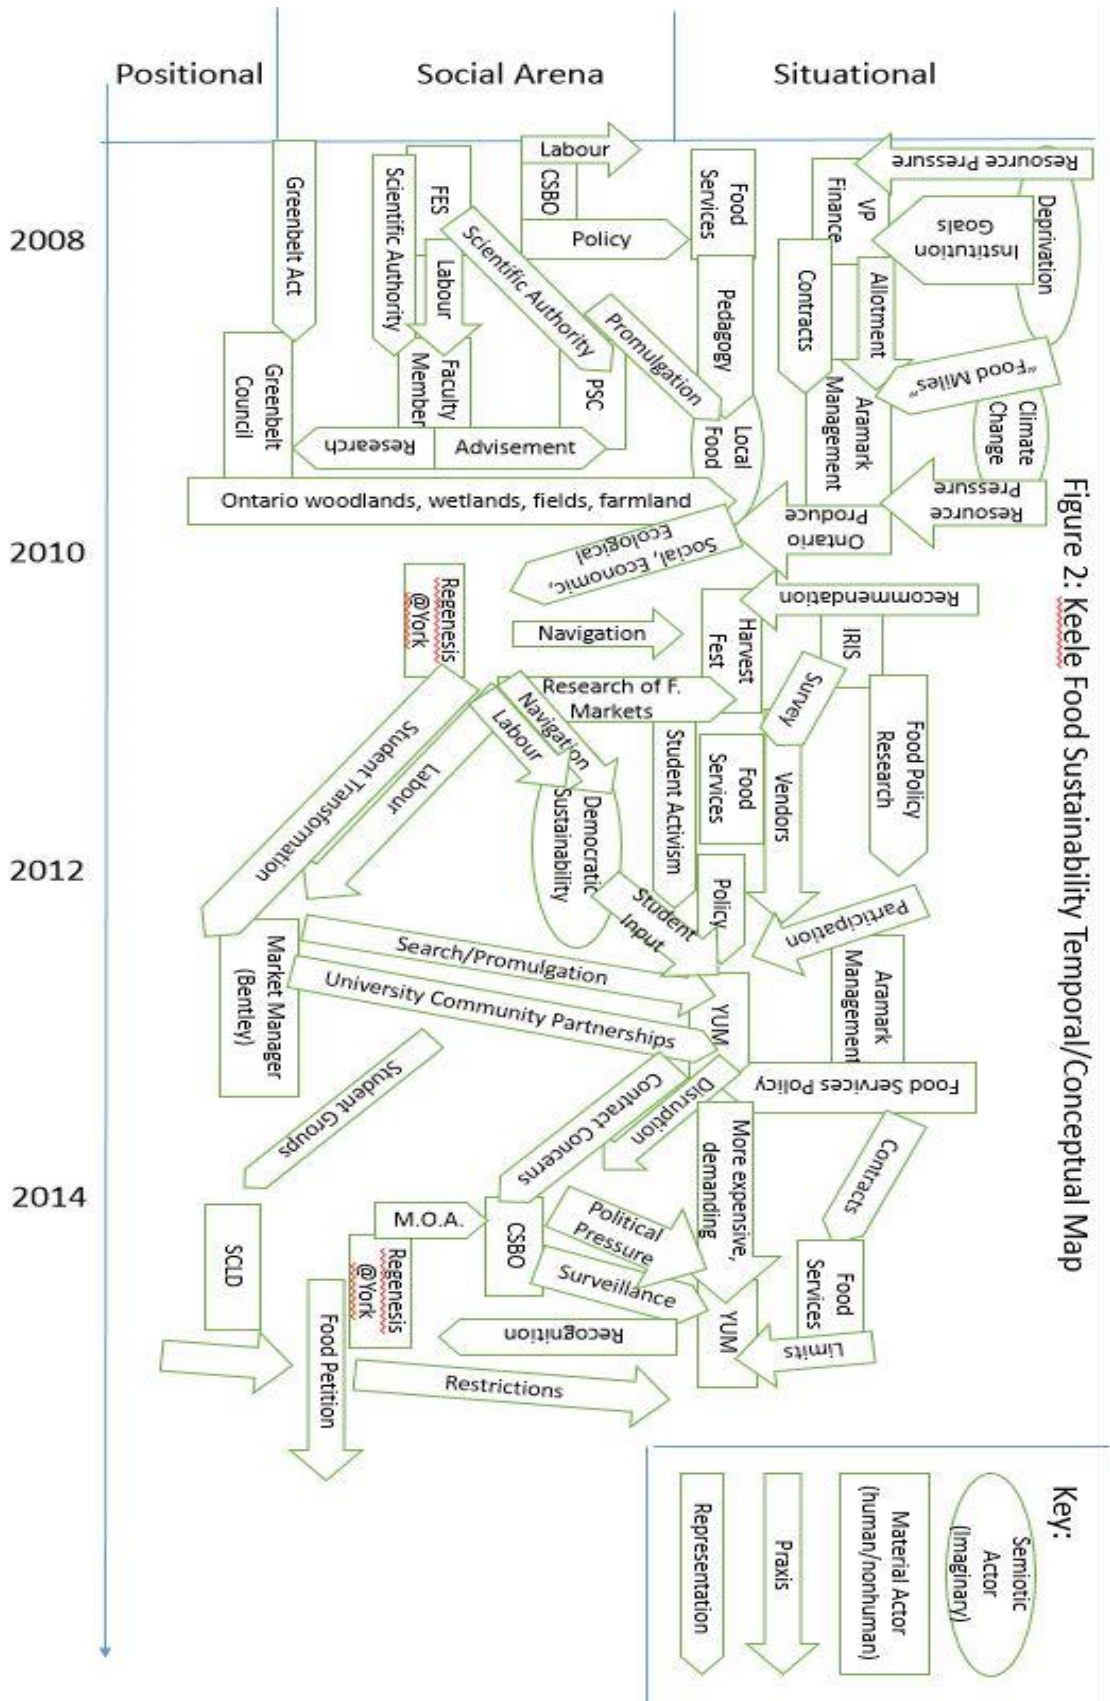 Positional
Social Arena
Situational
Figure 2: Keele Food Sustainability Temporal/Conceptual Map
2008
2010
2012
2014
Labour
CSBO
Policy
Food
Services
Resource Pressure
VP
Finance
Institution
Goals
Deprivation
Greenbelt Act
Scientific Authority
FES
Labour
Scientific Authority
Promulgation
Pedagogy
Contracts
Allotment
"Food Miles"
Climate
Change
Greenbelt
Council
Faculty
Member
PSC
Research
Advisement
Local
Food
Aramark
Management
Resource
Pressure
Ontario woodlands, wetlands, fields, farmland
Ontario
Produce
Social, Economic,
Ecological
Regenesis
@York
Navigation
Harvest
Fest
Recommendation
IRIS
Survey
Research of F.
Markets
Navigation
Labour
Labour
Student Transformation
Student Activism
Food
Services
Vendors
Food Policy
Research
Democratic
Sustainability
Student
Input
Policy
Participation
Market Manager
(Bentley)
Search/Promulgation
University Community Partnerships
YUM
Aramark
Management
Food Services Policy
Student Groups
Contract Concerns
Disruption
More expensive,
demanding
Contracts
SCLD
M.O.A.
Regenesis
@York
CSBO
Political
Pressure
Surveillance
Recognition
YUM
Food
Services
Limits
Food Petition
Restrictions
Key:
Semiotic
Actor
(Imaginary)
Material Actor
(human/nonhuman)
Praxis
Representation